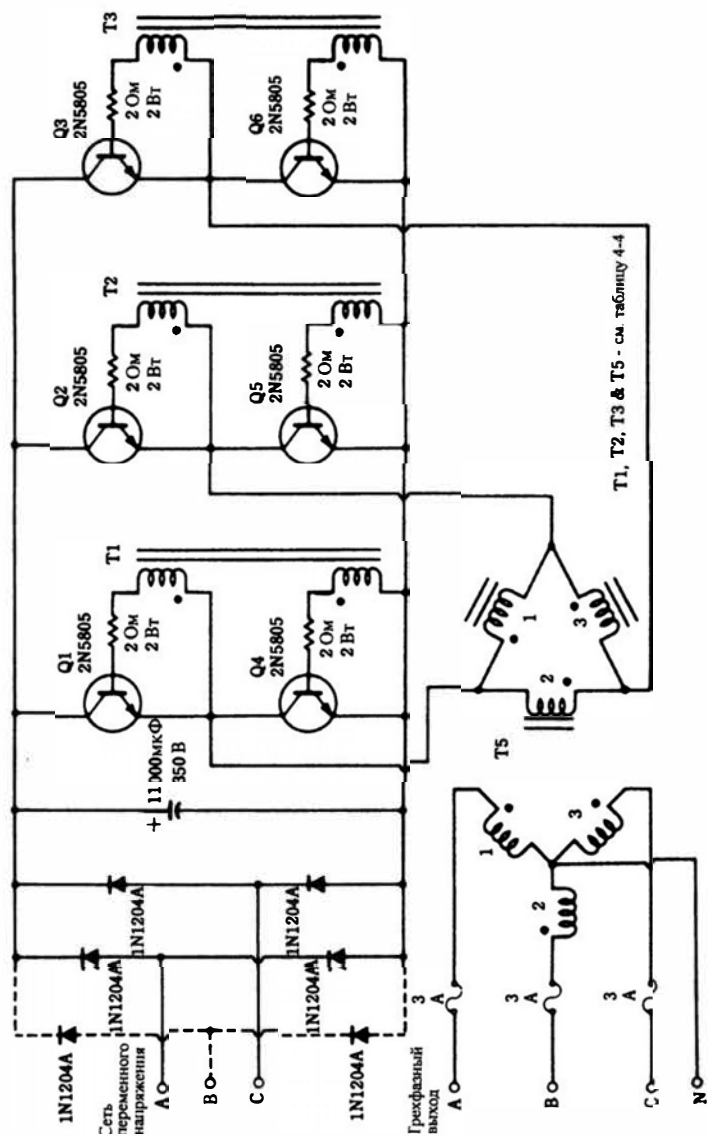 Q1
2N5805
2 Ом
2 Вт
T1
Q2
2N5805
2 Ом
2 Вт
T2
Q3
2N5805
2 Ом
2 Вт
T3
+ 11000мкФ
350 В
Q4
2N5805
2 Ом
2 Вт
Q5
2N5805
2 Ом
2 Вт
Q6
2N5805
2 Ом
2 Вт
1N1204A
1N1204A
1N1204A
Сеть
переменного
напряжения
A
B
C
1N1204A
1N1204A
1N1204A
Трехфазный
выход
A
3
A
B
3
A
C
3
A
N
1
2
3
T5
1
2
3
T1, T2, T3 & T5 - см. таблицу 4-4